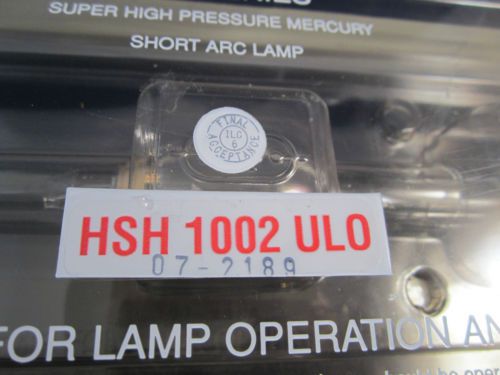 SUPER HIGH PRESSURE MERCURY
SHORT ARC LAMP
FINAL
ILC
6
ACCEPTANCE
HSH 1002 ULO
07-2189
FOR LAMP OPERATION AN